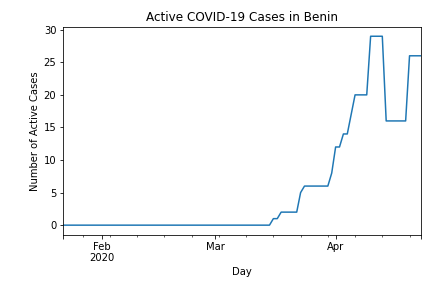 Active COVID-19 Cases in Benin
30
25
20
15
10
5
0
Number of Active Cases
Feb
2020
Mar
Apr
Day